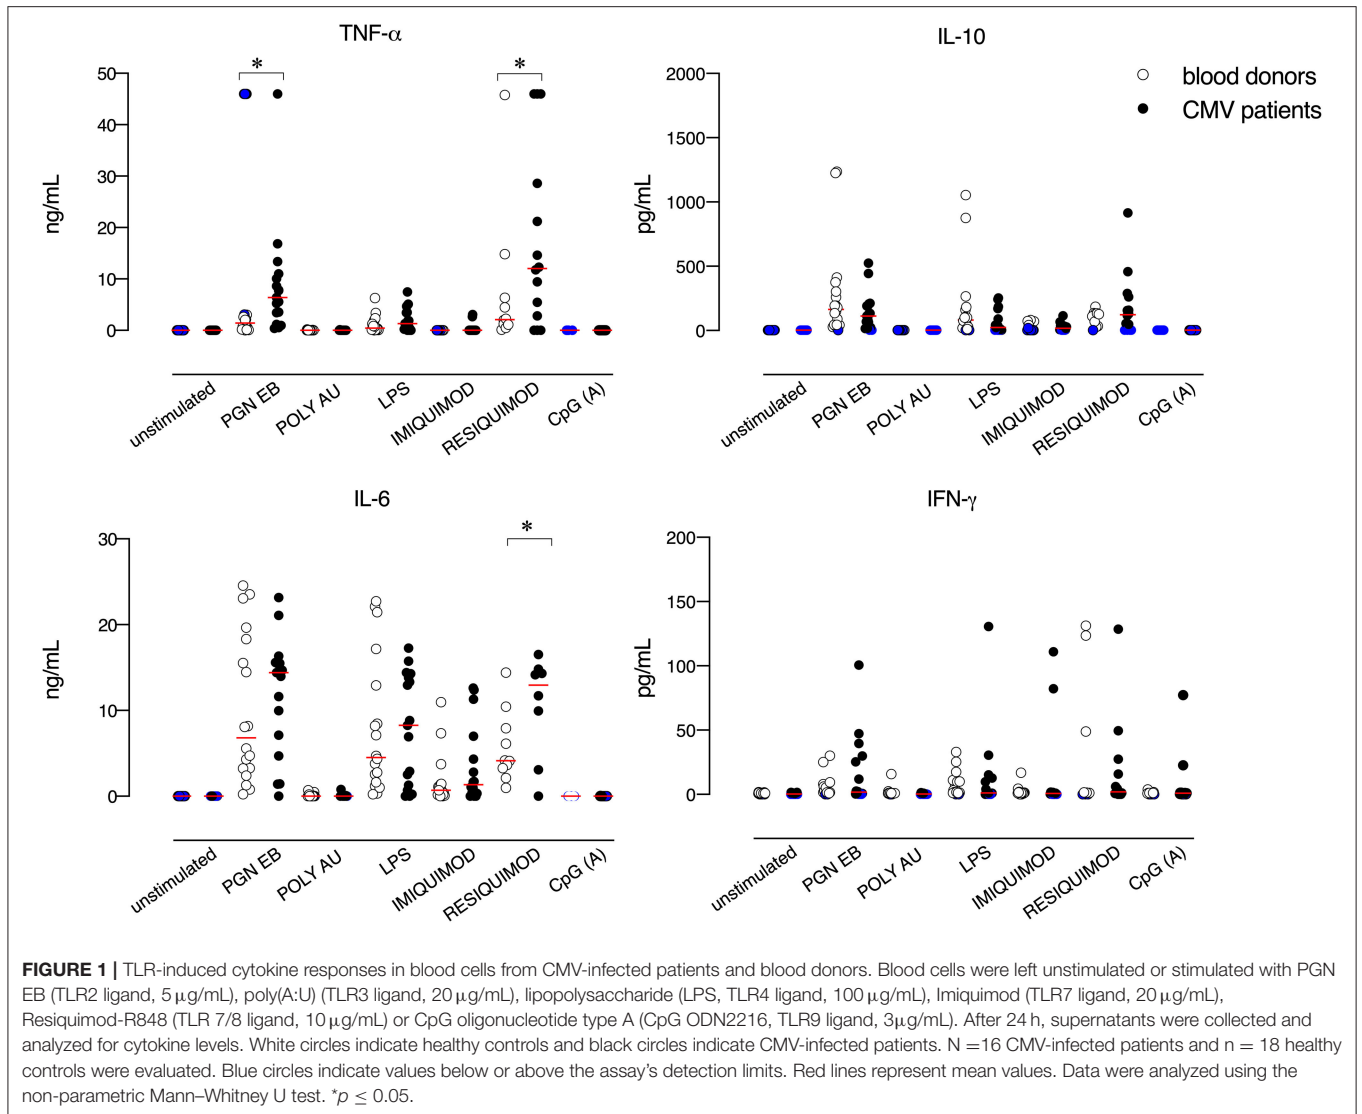 TNF-α
*
*
50
40
30
20
10
0
ng/mL
unstimulated
PGN EB
POLY AU
LPS
IMIQUIMOD
RESIQUIMOD
CpG (A)
IL-10
blood donors
CMV patients
2000
1500
1000
500
0
pg/mL
unstimulated
PGN EB
POLY AU
LPS
IMIQUIMOD
RESIQUIMOD
CpG (A)
IL-6
*
30
20
10
0
ng/mL
unstimulated
PGN EB
POLY AU
LPS
IMIQUIMOD
RESIQUIMOD
CpG (A)
IFN-γ
200
150
100
50
0
pg/mL
unstimulated
PGN EB
POLY AU
LPS
IMIQUIMOD
RESIQUIMOD
CpG (A)
FIGURE 1 | TLR-induced cytokine responses in blood cells from CMV-infected patients and blood donors. Blood cells were left unstimulated or stimulated with PGN
EB (TLR2 ligand, 5 μg/mL), poly(A:U) (TLR3 ligand, 20 μg/mL), lipopolysaccharide (LPS, TLR4 ligand, 100 μg/mL), Imiquimod (TLR7 ligand, 20 μg/mL),
Resiquimod-R848 (TLR 7/8 ligand, 10 μg/mL) or CpG oligonucleotide type A (CpG ODN2216, TLR9 ligand, 3μg/mL). After 24 h, supernatants were collected and
analyzed for cytokine levels. White circles indicate healthy controls and black circles indicate CMV-infected patients. N =16 CMV-infected patients and n = 18 healthy
controls were evaluated. Blue circles indicate values below or above the assay's detection limits. Red lines represent mean values. Data were analyzed using the
non-parametric Mann–Whitney U test. *p ≤ 0.05.